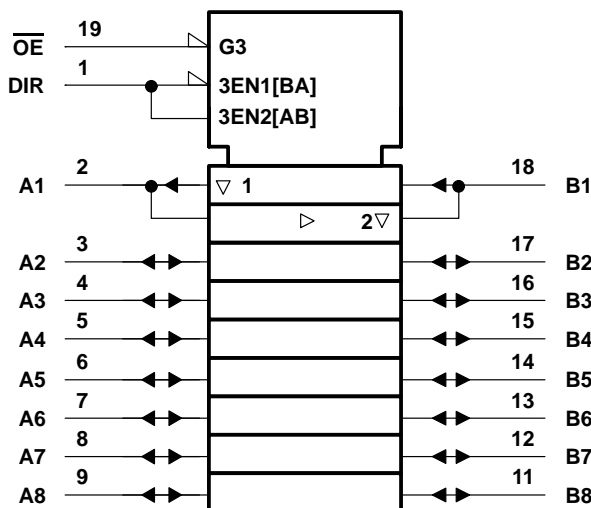 19
OE G3
1
DIR 3EN1[BA]
3EN2[AB]
2 18
A1 1 B1
2
3 17
A2 B2
4 16
A3 B3
5 15
A4 B4
6 14
A5 B5
7 13
A6 B6
8 12
A7 B7
9 11
A8 B8